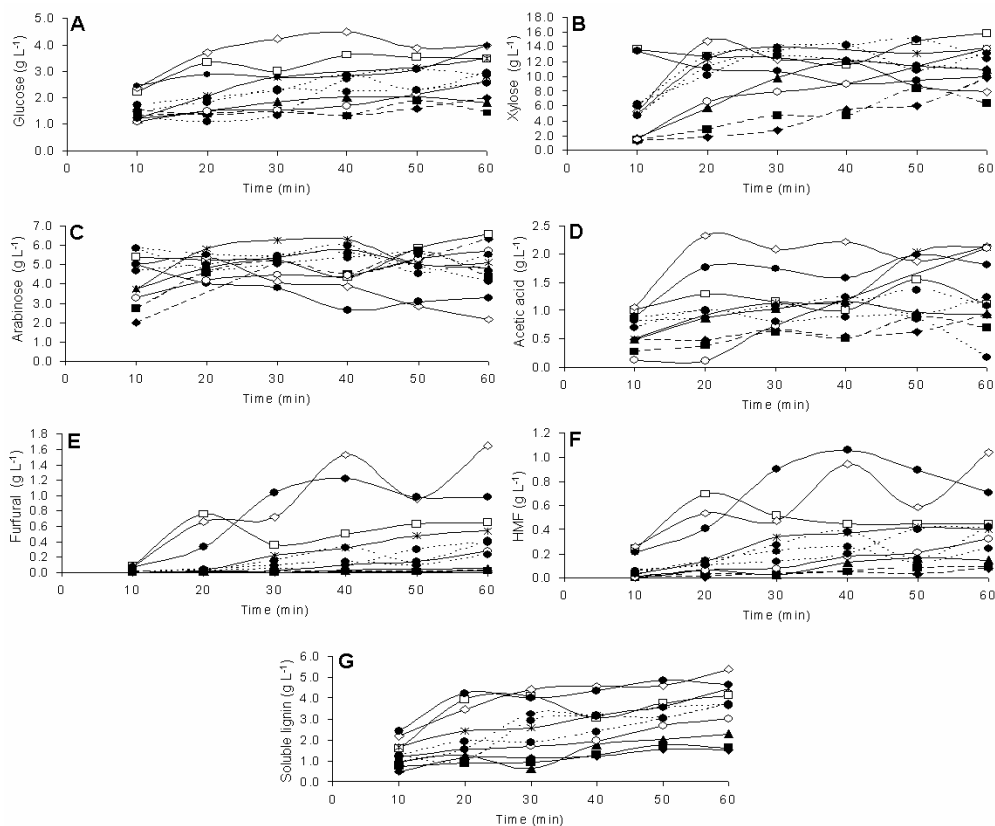 A
Glucose (g L-1)
5.0
4.0
3.0
2.0
1.0
0.0
0 10 20 30 40 50 60
Time (min)
B
Xylose (g L-1)
18.0
16.0
14.0
12.0
10.0
8.0
6.0
4.0
2.0
0.0
0 10 20 30 40 50 60
Time (min)
C
Arabinose (g L-1)
7.0
6.0
5.0
4.0
3.0
2.0
1.0
0.0
0 10 20 30 40 50 60
Time (min)
D
Acetic acid (g L-1)
2.5
2.0
1.5
1.0
0.5
0.0
0 10 20 30 40 50 60
Time (min)
E
Furfural (g L-1)
1.8
1.6
1.4
1.2
1.0
0.8
0.6
0.4
0.2
0.0
0 10 20 30 40 50 60
Time (min)
F
HMF (g L-1)
1.2
1.0
0.8
0.6
0.4
0.2
0.0
0 10 20 30 40 50 60
Time (min)
G
Soluble lignin (g L-1)
6.0
5.0
4.0
3.0
2.0
1.0
0.0
0 10 20 30 40 50 60
Time (min)